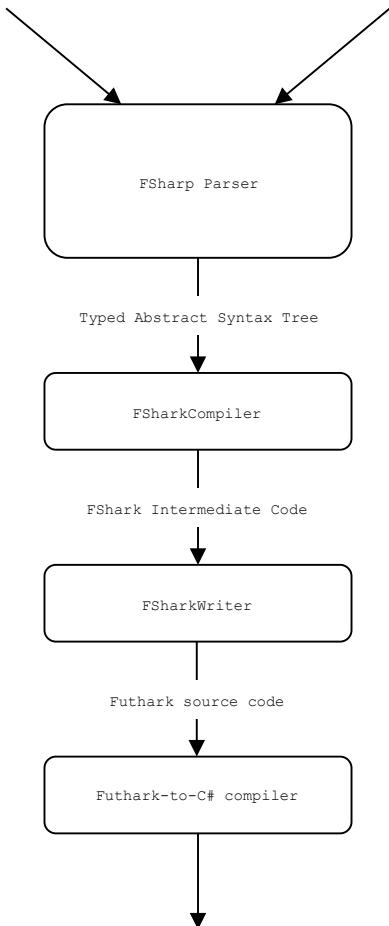 FSharp Parser
Typed Abstract Syntax Tree
FSharkCompiler
FShark Intermediate Code
FSharkWriter
Futhark source code
Futhark-to-C# compiler